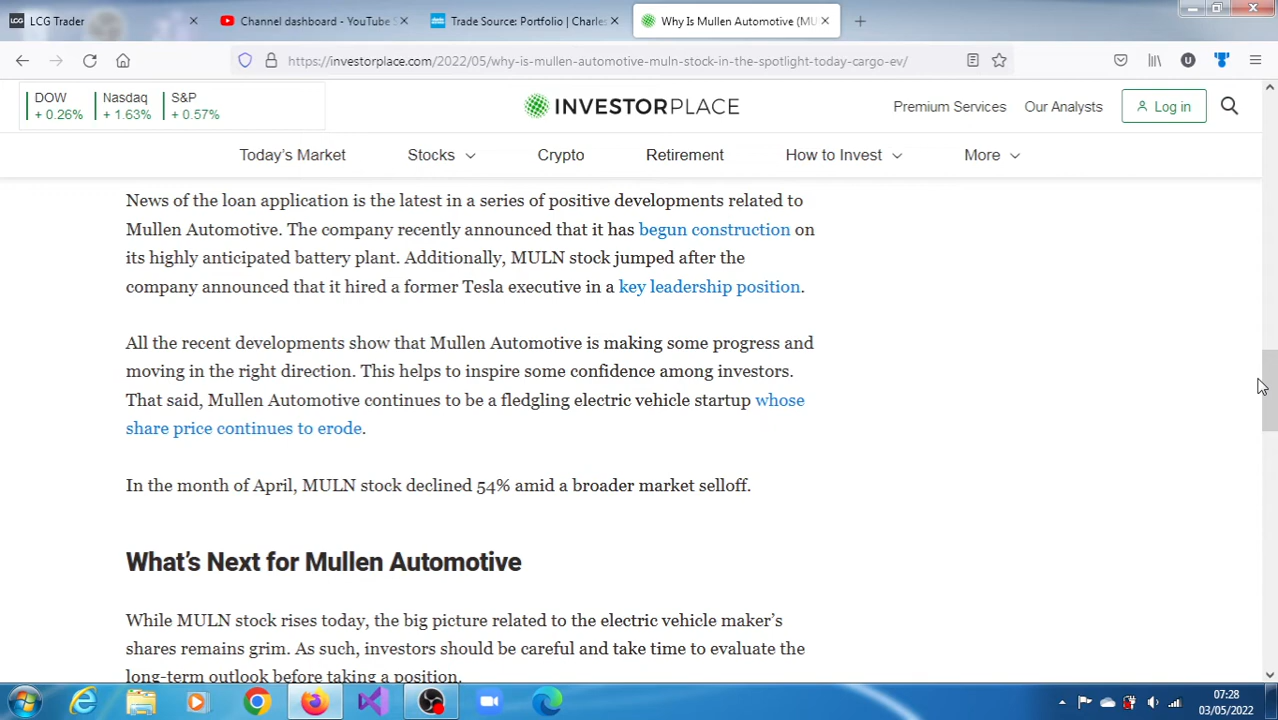 LCG LCG Trader
Channel dashboard - YouTube S
Trade Source: Portfolio | Charles
Why Is Mullen Automotive (MU
https://investorplace.com/2022/05/why-is-mullen-automotive-muln-stock-in-the-spotlight-today-cargo-ev/
DOW
+ 0.26%
Nasdaq
+ 1.63%
S&P
+ 0.57%
INVESTORPLACE
Premium Services
Our Analysts
Log in
Today's Market
Stocks
Crypto
Retirement
How to Invest
More
News of the loan application is the latest in a series of positive developments related to
Mullen Automotive. The company recently announced that it has begun construction on
its highly anticipated battery plant. Additionally, MULN stock jumped after the
company announced that it hired a former Tesla executive in a key leadership position.
All the recent developments show that Mullen Automotive is making some progress and
moving in the right direction. This helps to inspire some confidence among investors.
That said, Mullen Automotive continues to be a fledgling electric vehicle startup whose
share price continues to erode.
In the month of April, MULN stock declined 54% amid a broader market selloff.
What's Next for Mullen Automotive
While MULN stock rises today, the big picture related to the electric vehicle maker's
shares remains grim. As such, investors should be careful and take time to evaluate the
long-term outlook before taking a position.
07:28
03/05/2022